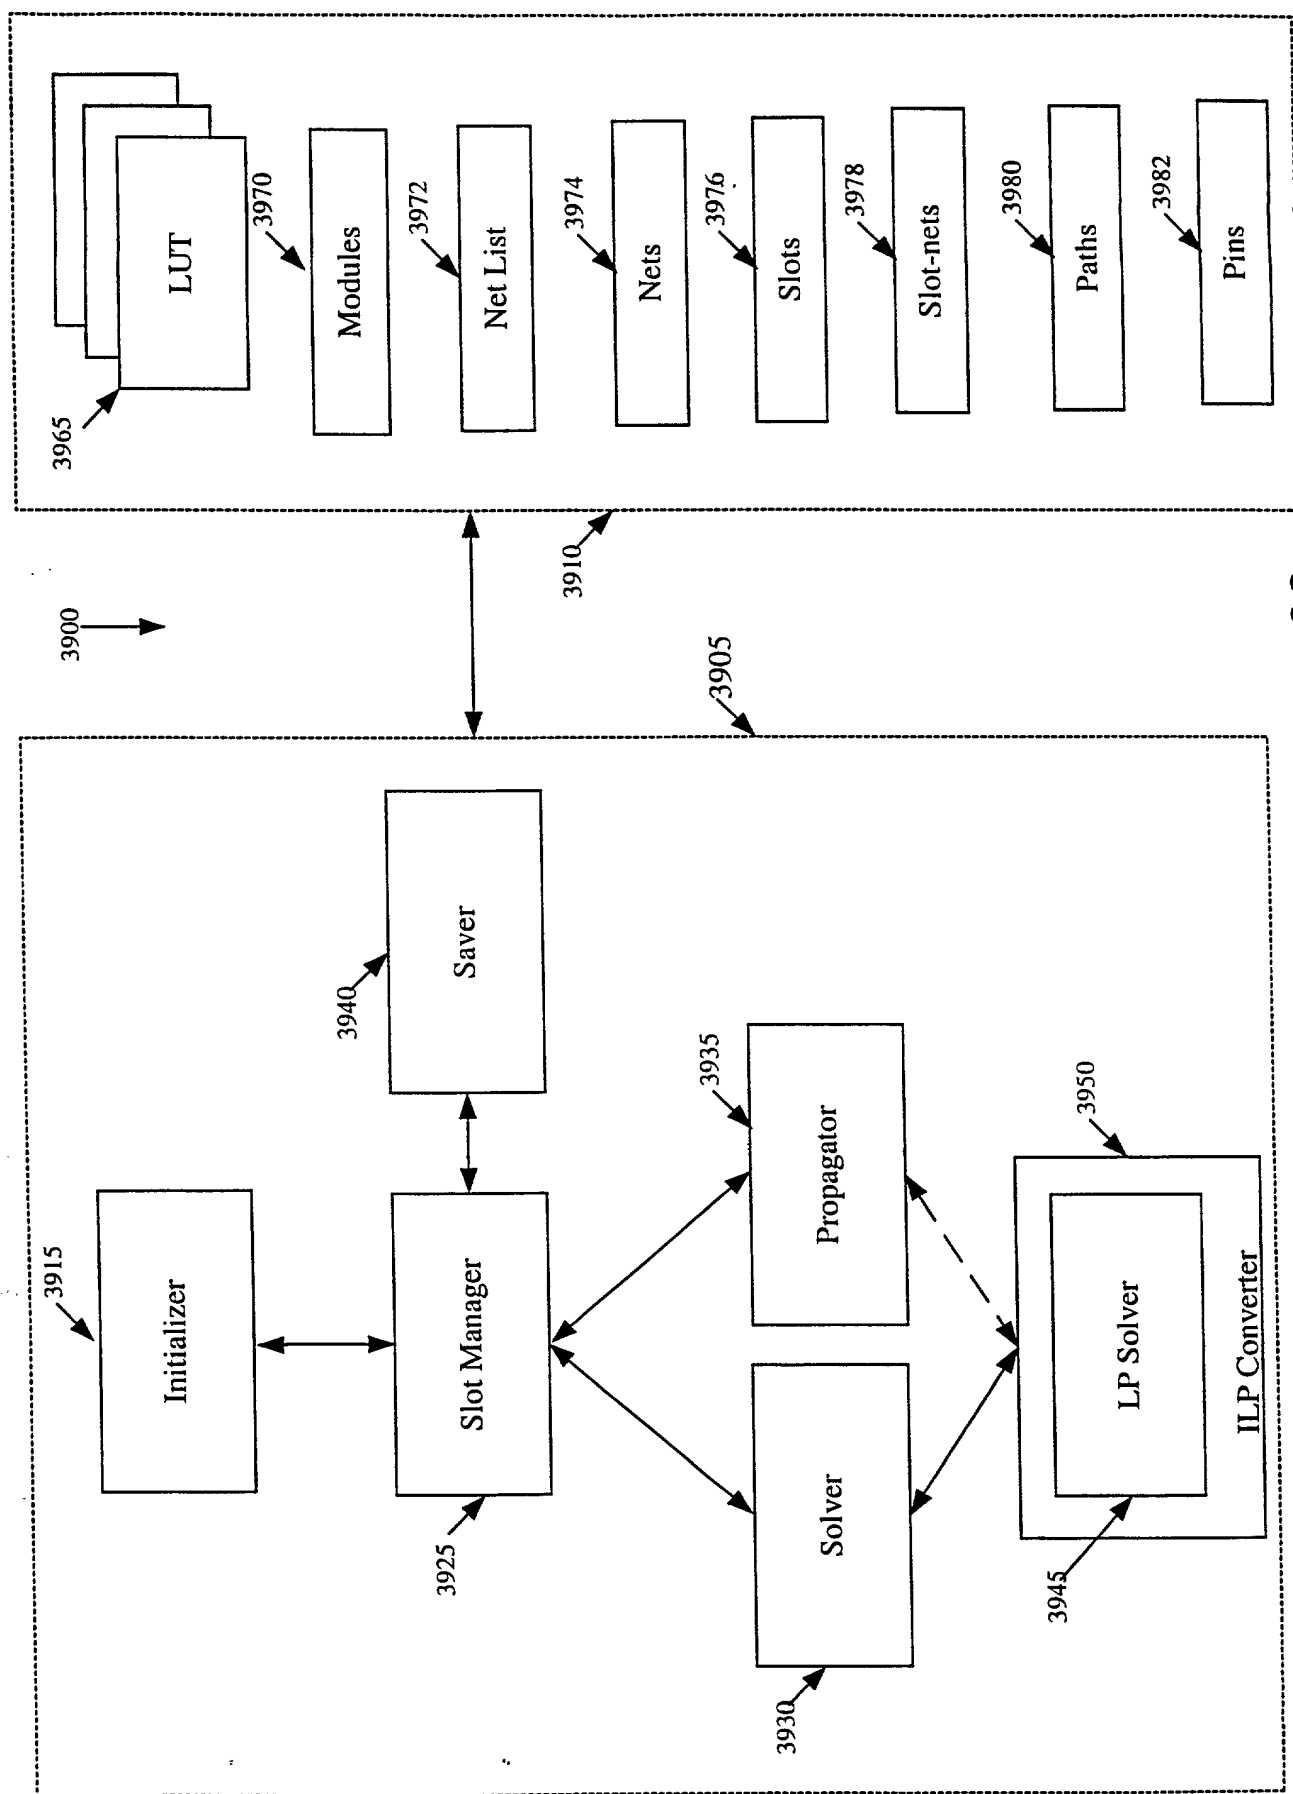 3900
3905
3915
Initializer
3925
Slot Manager
3940
Saver
3930
Solver
3935
Propagator
3950
3945
LP Solver
ILP Converter
3910
3965
LUT
3970
Modules
3972
Net List
3974
Nets
3976
Slots
3978
Slot-nets
3980
Paths
3982
Pins